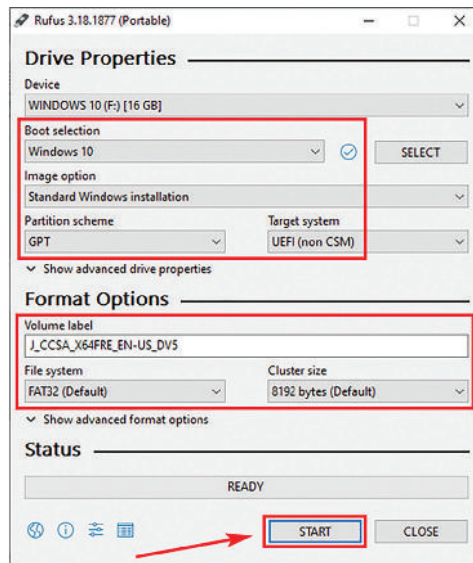 Rufus 3.18.1877 (Portable)
Drive Properties
Device
WINDOWS 10 (F:) [16 GB]
Boot selection
Windows 10
SELECT
Image option
Standard Windows installation
Partition scheme
Target system
GPT
UEFI (non CSM)
Show advanced drive properties
Format Options
Volume label
J_CCSA_X64FRE_EN-US_DV5
File system
Cluster size
FAT32 (Default)
8192 bytes (Default)
Show advanced format options
Status
READY
START
CLOSE